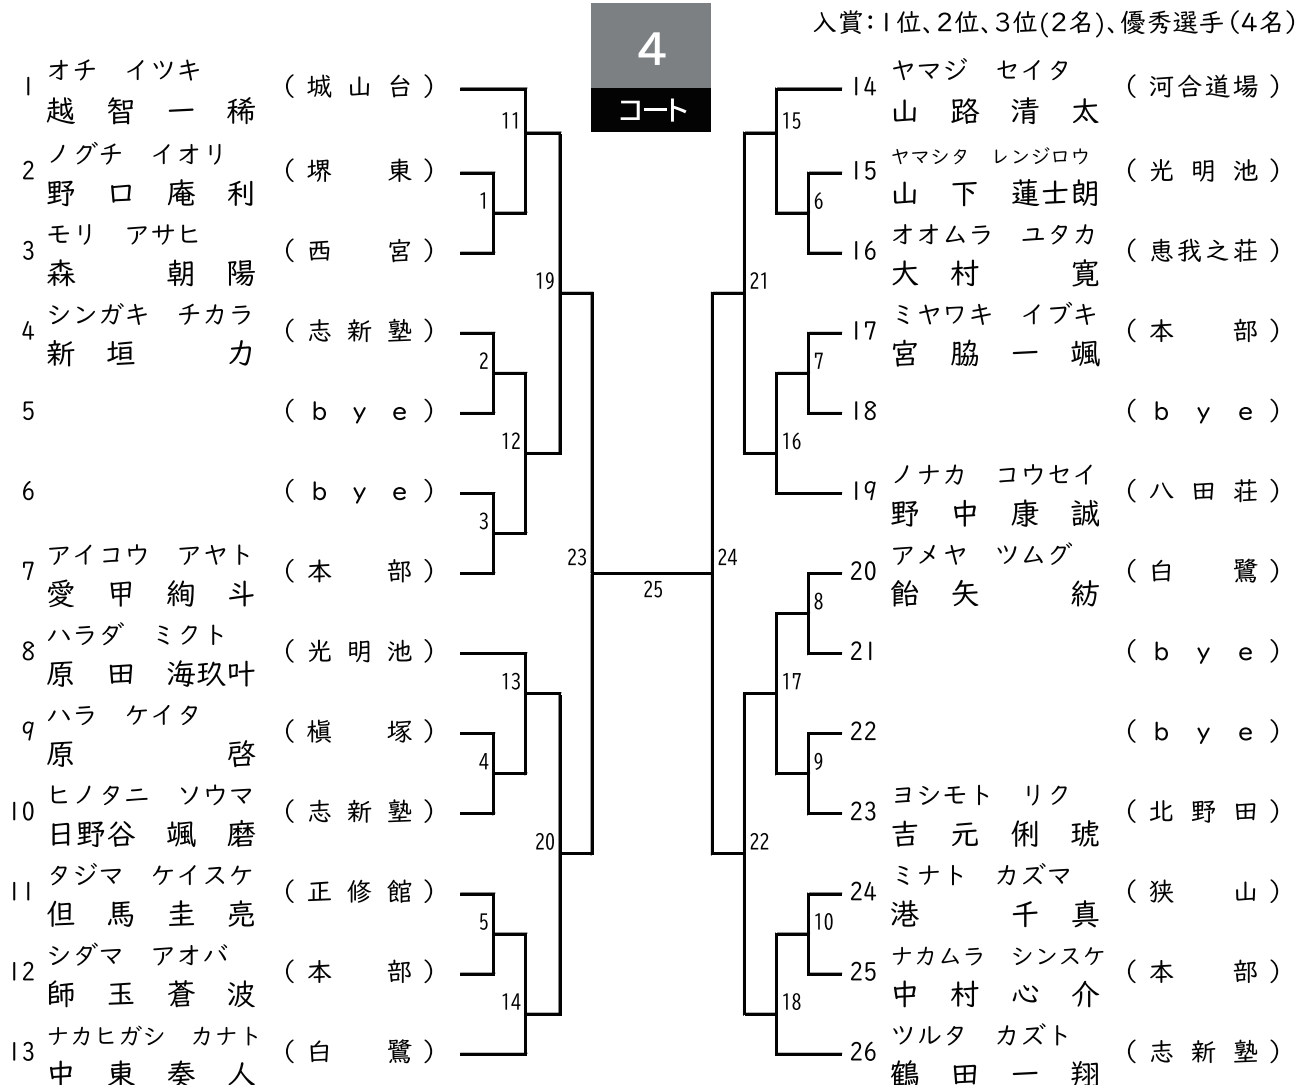 4
コート
入賞：1位、2位、3位(2名)、優秀選手（4名）
1 オチ イツキ
越智一稀 （城山台）
2 ノグチ イオリ
野口庵利 （堺東）
3 モリ アサヒ
森朝陽 （西宮）
4 シンガキ チカラ
新垣力 （志新塾）
5 （bye）
6 （bye）
7 アイコウ アヤト
愛甲絢斗 （本部）
8 ハラダ ミクト
原田海玖叶 （光明池）
9 ハラ ケイタ
原啓 （槇塚）
10 ヒノタニ ソウマ
日野谷颯磨 （志新塾）
11 タジマ ケイスケ
但馬圭亮 （正修館）
12 シダマ アオバ
師玉蒼波 （本部）
13 ナカヒガシ カナト
中東奏人 （白鷺）
11
1
19
2
12
3
23
13
4
20
5
14
25
15
6
21
7
16
24
8
17
9
22
10
18
14 ヤマジ セイタ
山路清太 （河合道場）
15 ヤマシタ レンジロウ
山下蓮士朗 （光明池）
16 オオムラ ユタカ
大村寛 （恵我之荘）
17 ミヤワキ イブキ
宮脇一颯 （本部）
18 （bye）
19 ノナカ コウセイ
野中康誠 （八田荘）
20 アメヤ ツムグ
飴矢紡 （白鷺）
21 （bye）
22 （bye）
23 ヨシモト リク
吉元俐琥 （北野田）
24 ミナト カズマ
港千真 （狭山）
25 ナカムラ シンスケ
中村心介 （本部）
26 ツルタ カズト
鶴田一翔 （志新塾）